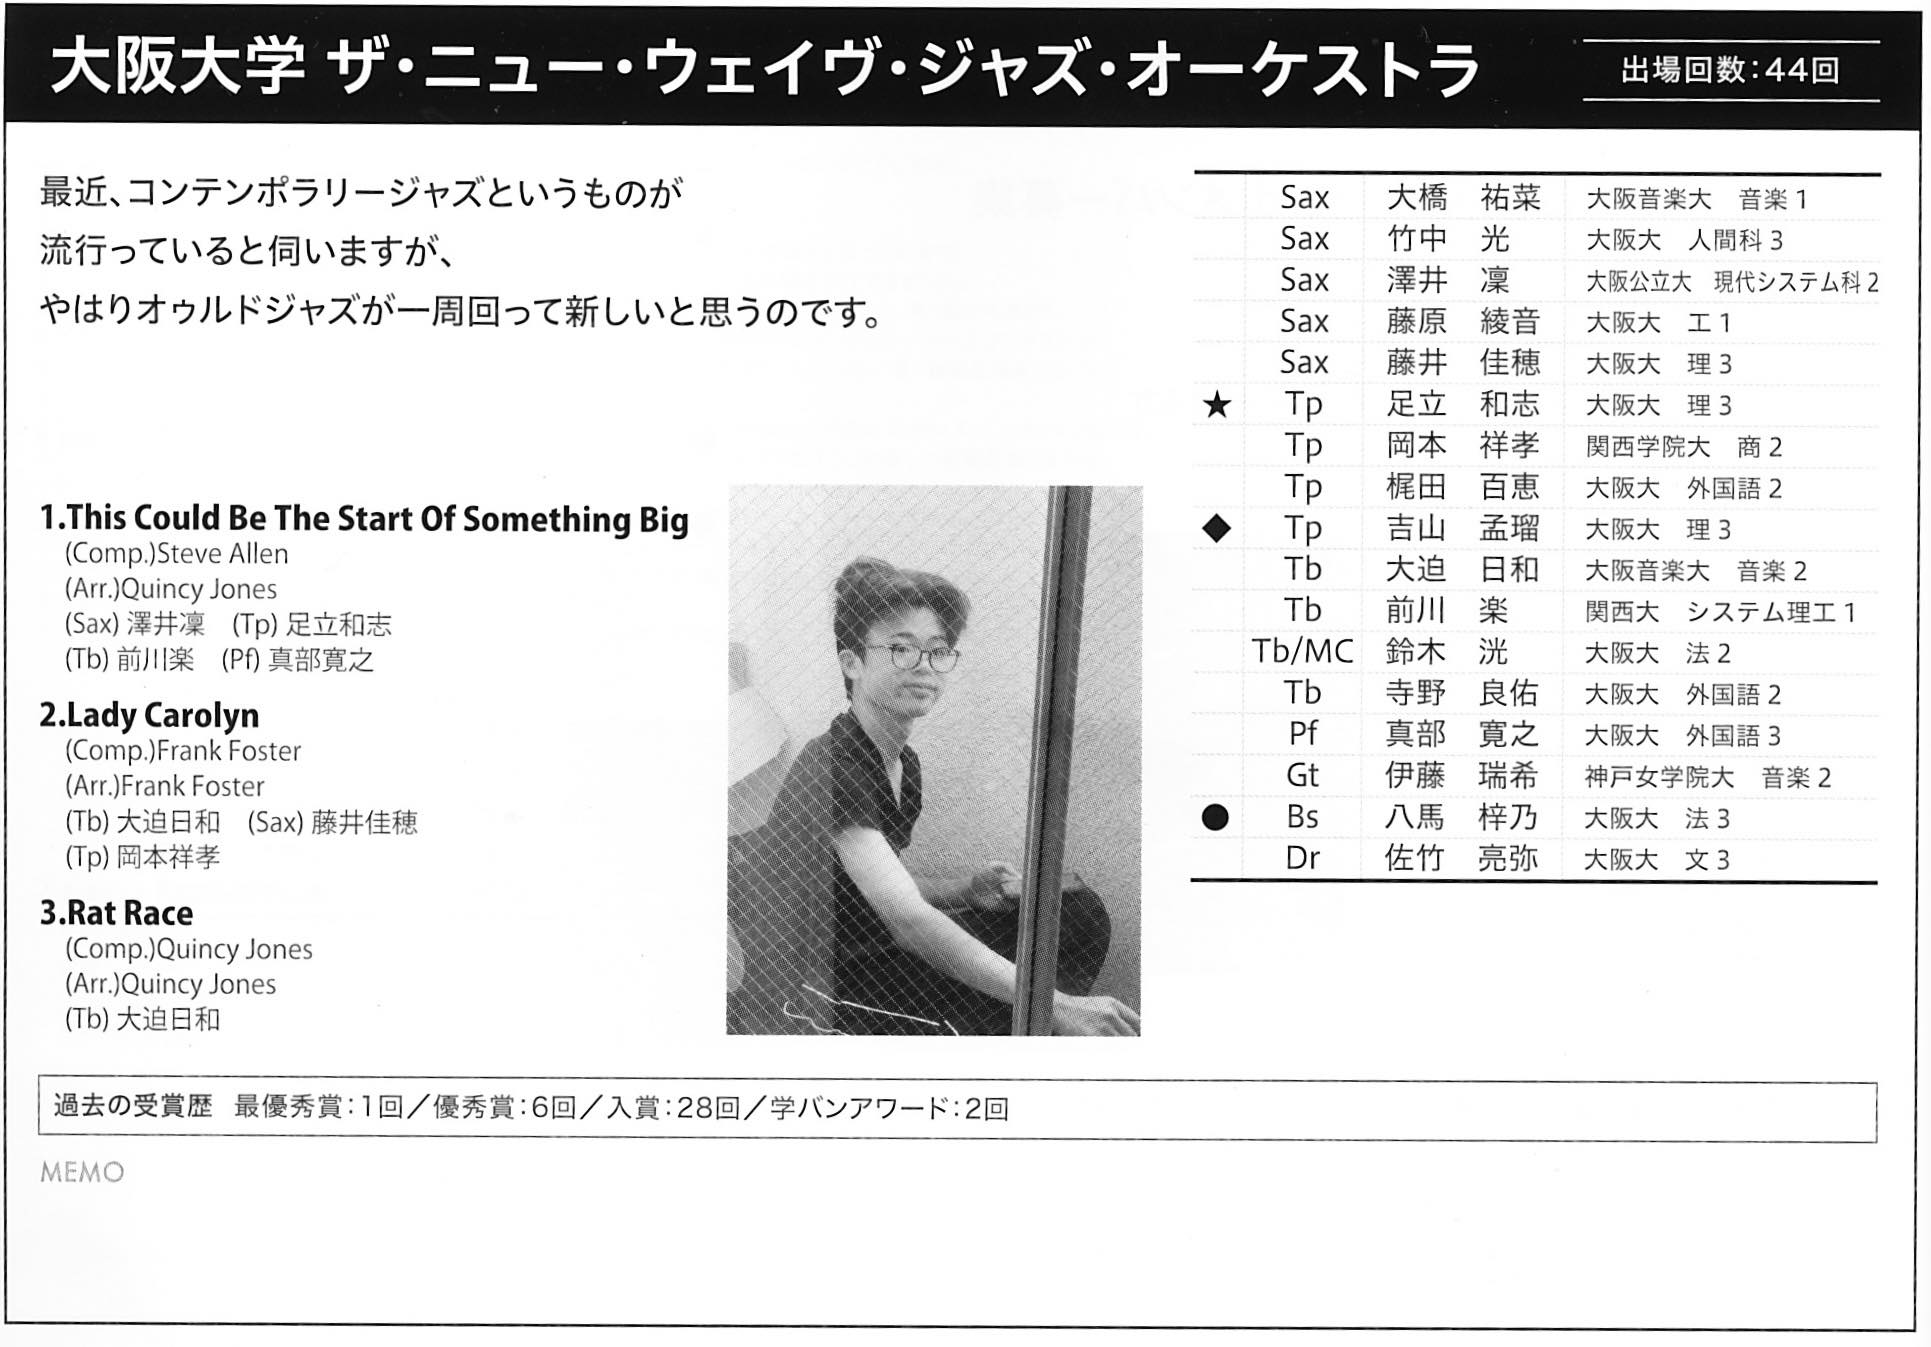 大阪大学 ザ・ニュー・ウェイヴ・ジャズ・オーケストラ
出場回数：44回
最近、コンテンポラリージャズというものが
流行っていると伺いますが、
やはりオゥルドジャズが一周回って新しいと思うのです。
1.This Could Be The Start Of Something Big
(Comp.)Steve Allen
(Arr.)Quincy Jones
(Sax) 澤井凜　(Tp) 足立和志
(Tb) 前川楽　(Pf) 真部寛之
2.Lady Carolyn
(Comp.)Frank Foster
(Arr.)Frank Foster
(Tb) 大迫日和　(Sax) 藤井佳穂
(Tp) 岡本祥孝
3.Rat Race
(Comp.)Quincy Jones
(Arr.)Quincy Jones
(Tb) 大迫日和
Sax 大橋　祐菜 大阪音楽大　音楽 1
Sax 竹中　光 大阪大　人間科 3
Sax 澤井　凜 大阪公立大　現代システム科 2
Sax 藤原　綾音 大阪大　工 1
Sax 藤井　佳穂 大阪大　理 3
★ Tp 足立　和志 大阪大　理 3
Tp 岡本　祥孝 関西学院大　商 2
Tp 梶田　百恵 大阪大　外国語 2
◆ Tp 吉山　孟瑠 大阪大　理 3
Tb 大迫　日和 大阪音楽大　音楽 2
Tb 前川　楽 関西大　システム理工 1
Tb/MC 鈴木　洸 大阪大　法 2
Tb 寺野　良佑 大阪大　外国語 2
Pf 真部　寛之 大阪大　外国語 3
Gt 伊藤　瑞希 神戸女学院大　音楽 2
● Bs 八馬　梓乃 大阪大　法 3
Dr 佐竹　亮弥 大阪大　文 3
過去の受賞歴　最優秀賞：1回／優秀賞：6回／入賞：28回／学バンアワード：2回
MEMO